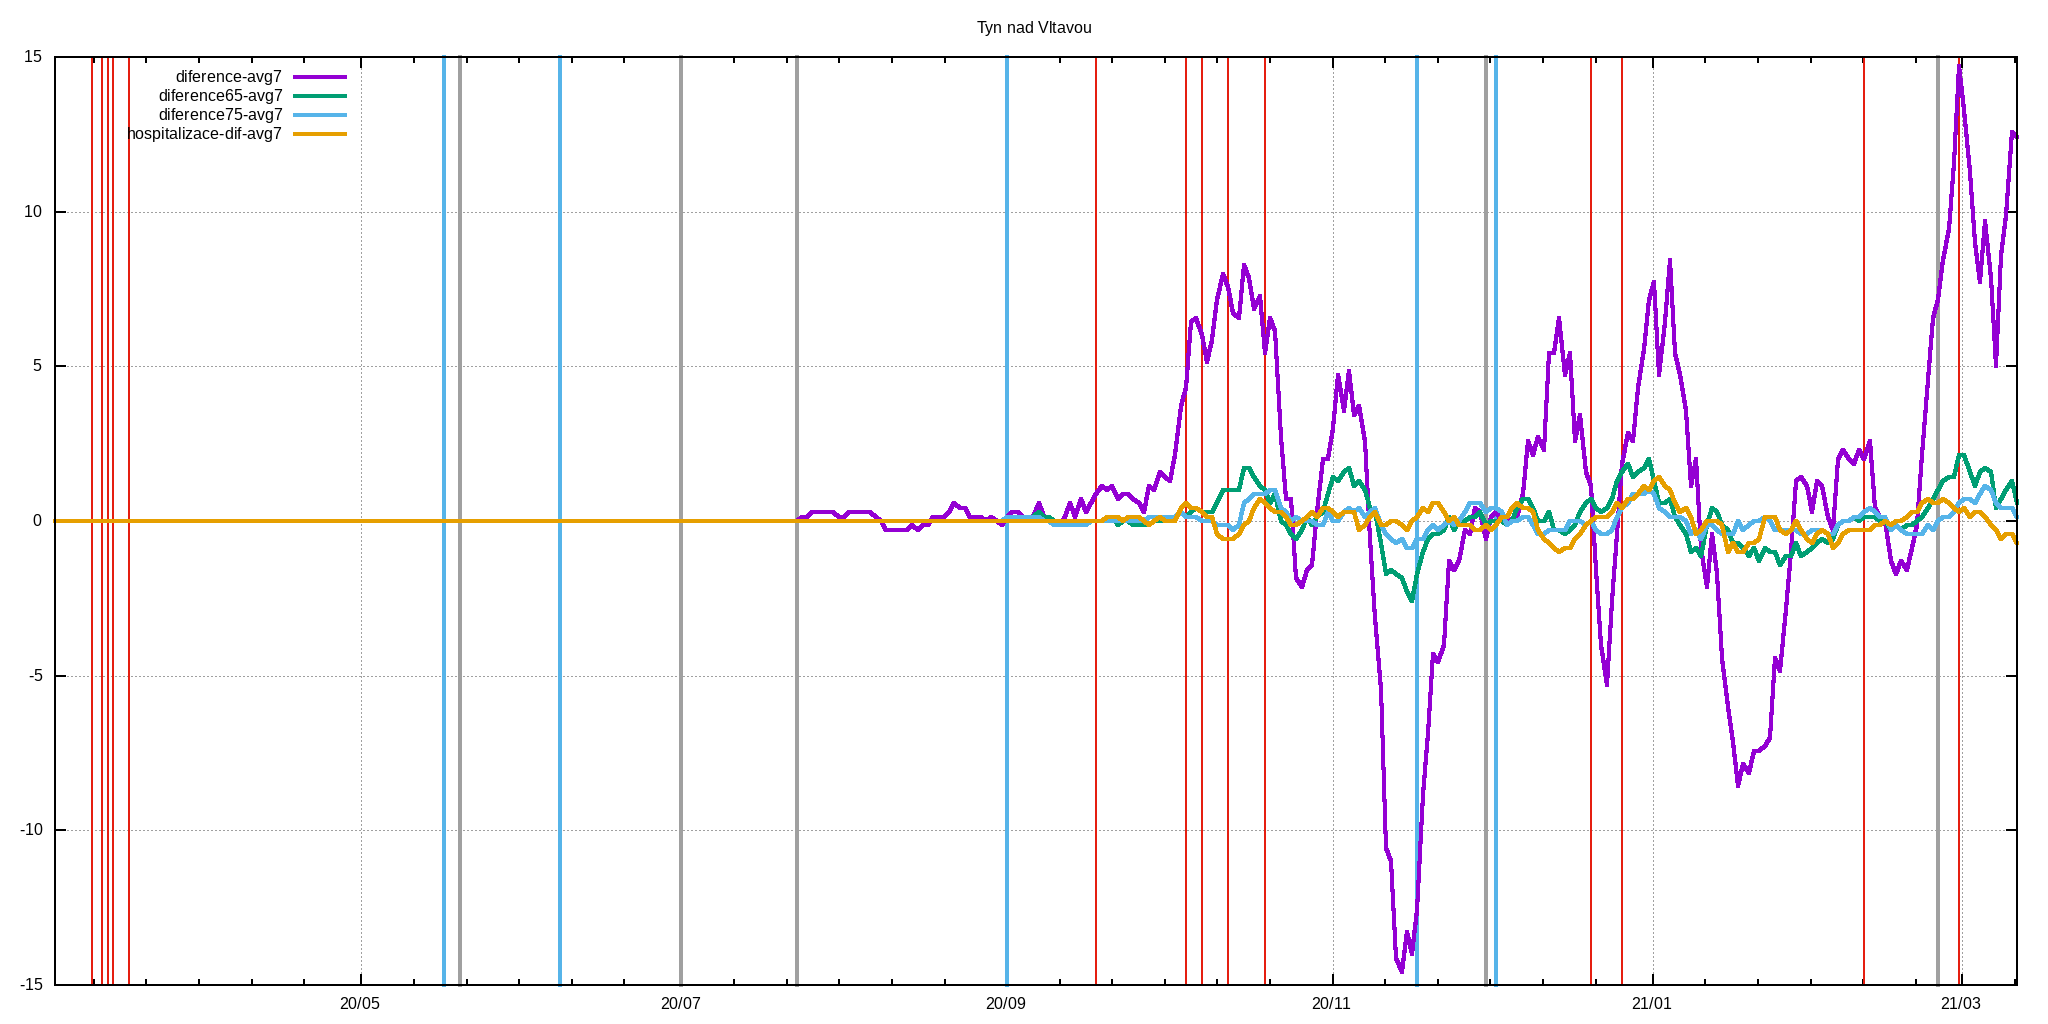 Tyn nad Vltavou
15
10
5
0
-5
-10
-15
diference-avg7
diference65-avg7
diference75-avg7
hospitalizace-dif-avg7
20/05
20/07
20/09
20/11
21/01
21/03